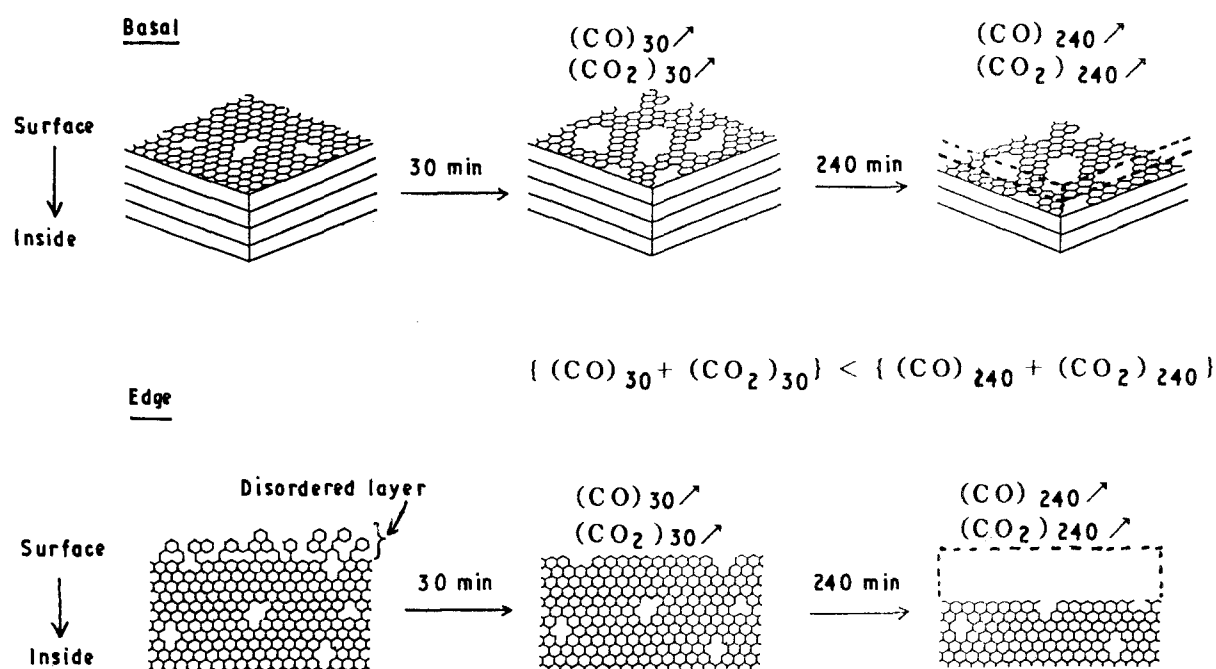 Basal
(CO)30↗
(CO2)30↗
(CO)240↗
(CO2)240↗
Surface
30 min
240 min
Inside
{(CO)30 + (CO2)30} < {(CO)240 + (CO2)240}
Edge
Disordered layer
(CO)30↗
(CO2)30↗
(CO)240↗
(CO2)240↗
Surface
30 min
240 min
Inside